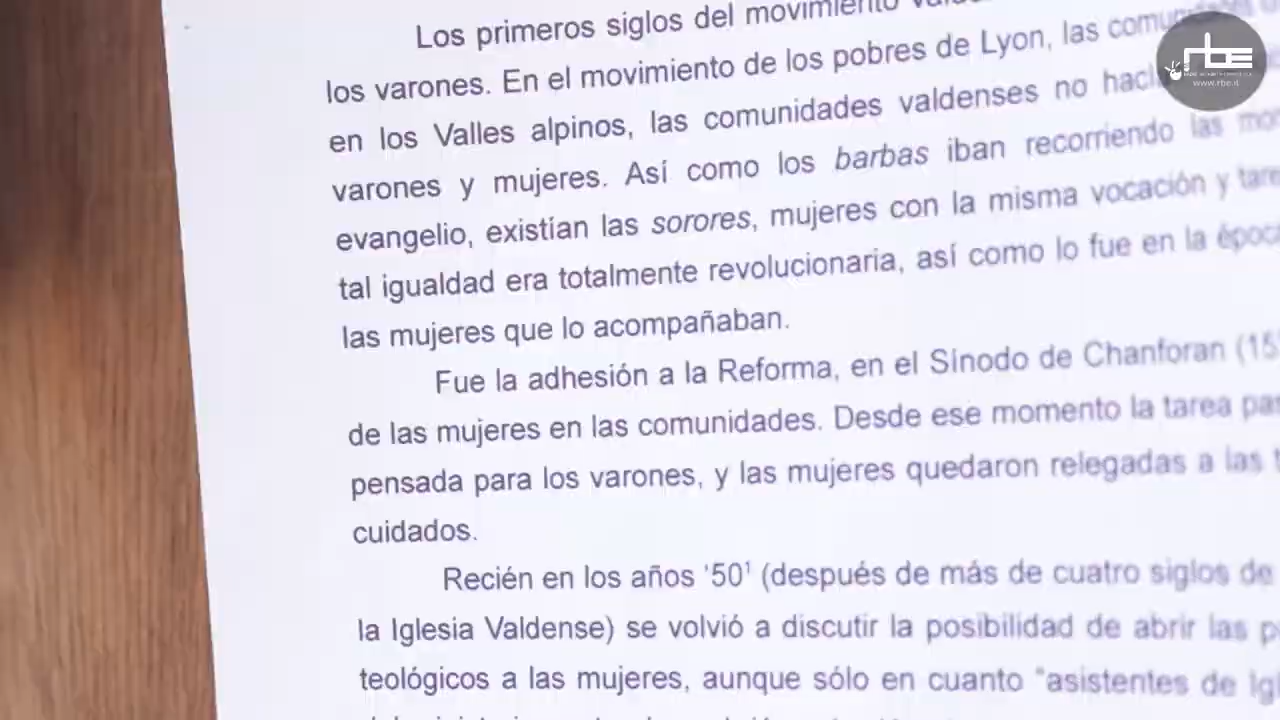 Los primeros siglos del movimiento
los varones. En el movimiento de los pobres de Lyon, las
en los Valles alpinos, las comunidades valdenses no
varones y mujeres. Así como los barbas iban recorriendo las
evangelio, existían las sorores, mujeres con la misma vocación y
tal igualdad era totalmente revolucionaria, así como lo fue en la
las mujeres que lo acompañaban.
Fue la adhesión a la Reforma, en el Sínodo de Chanforan
de las mujeres en las comunidades. Desde ese momento la tarea
pensada para los varones, y las mujeres quedaron relegadas a las
cuidados.
Recién en los años '50¹ (después de más de cuatro siglos de
la Iglesia Valdense) se volvió a discutir la posibilidad de abrir las
teológicos a las mujeres, aunque sólo en cuanto "asistentes de
rbe
www.rbe.it